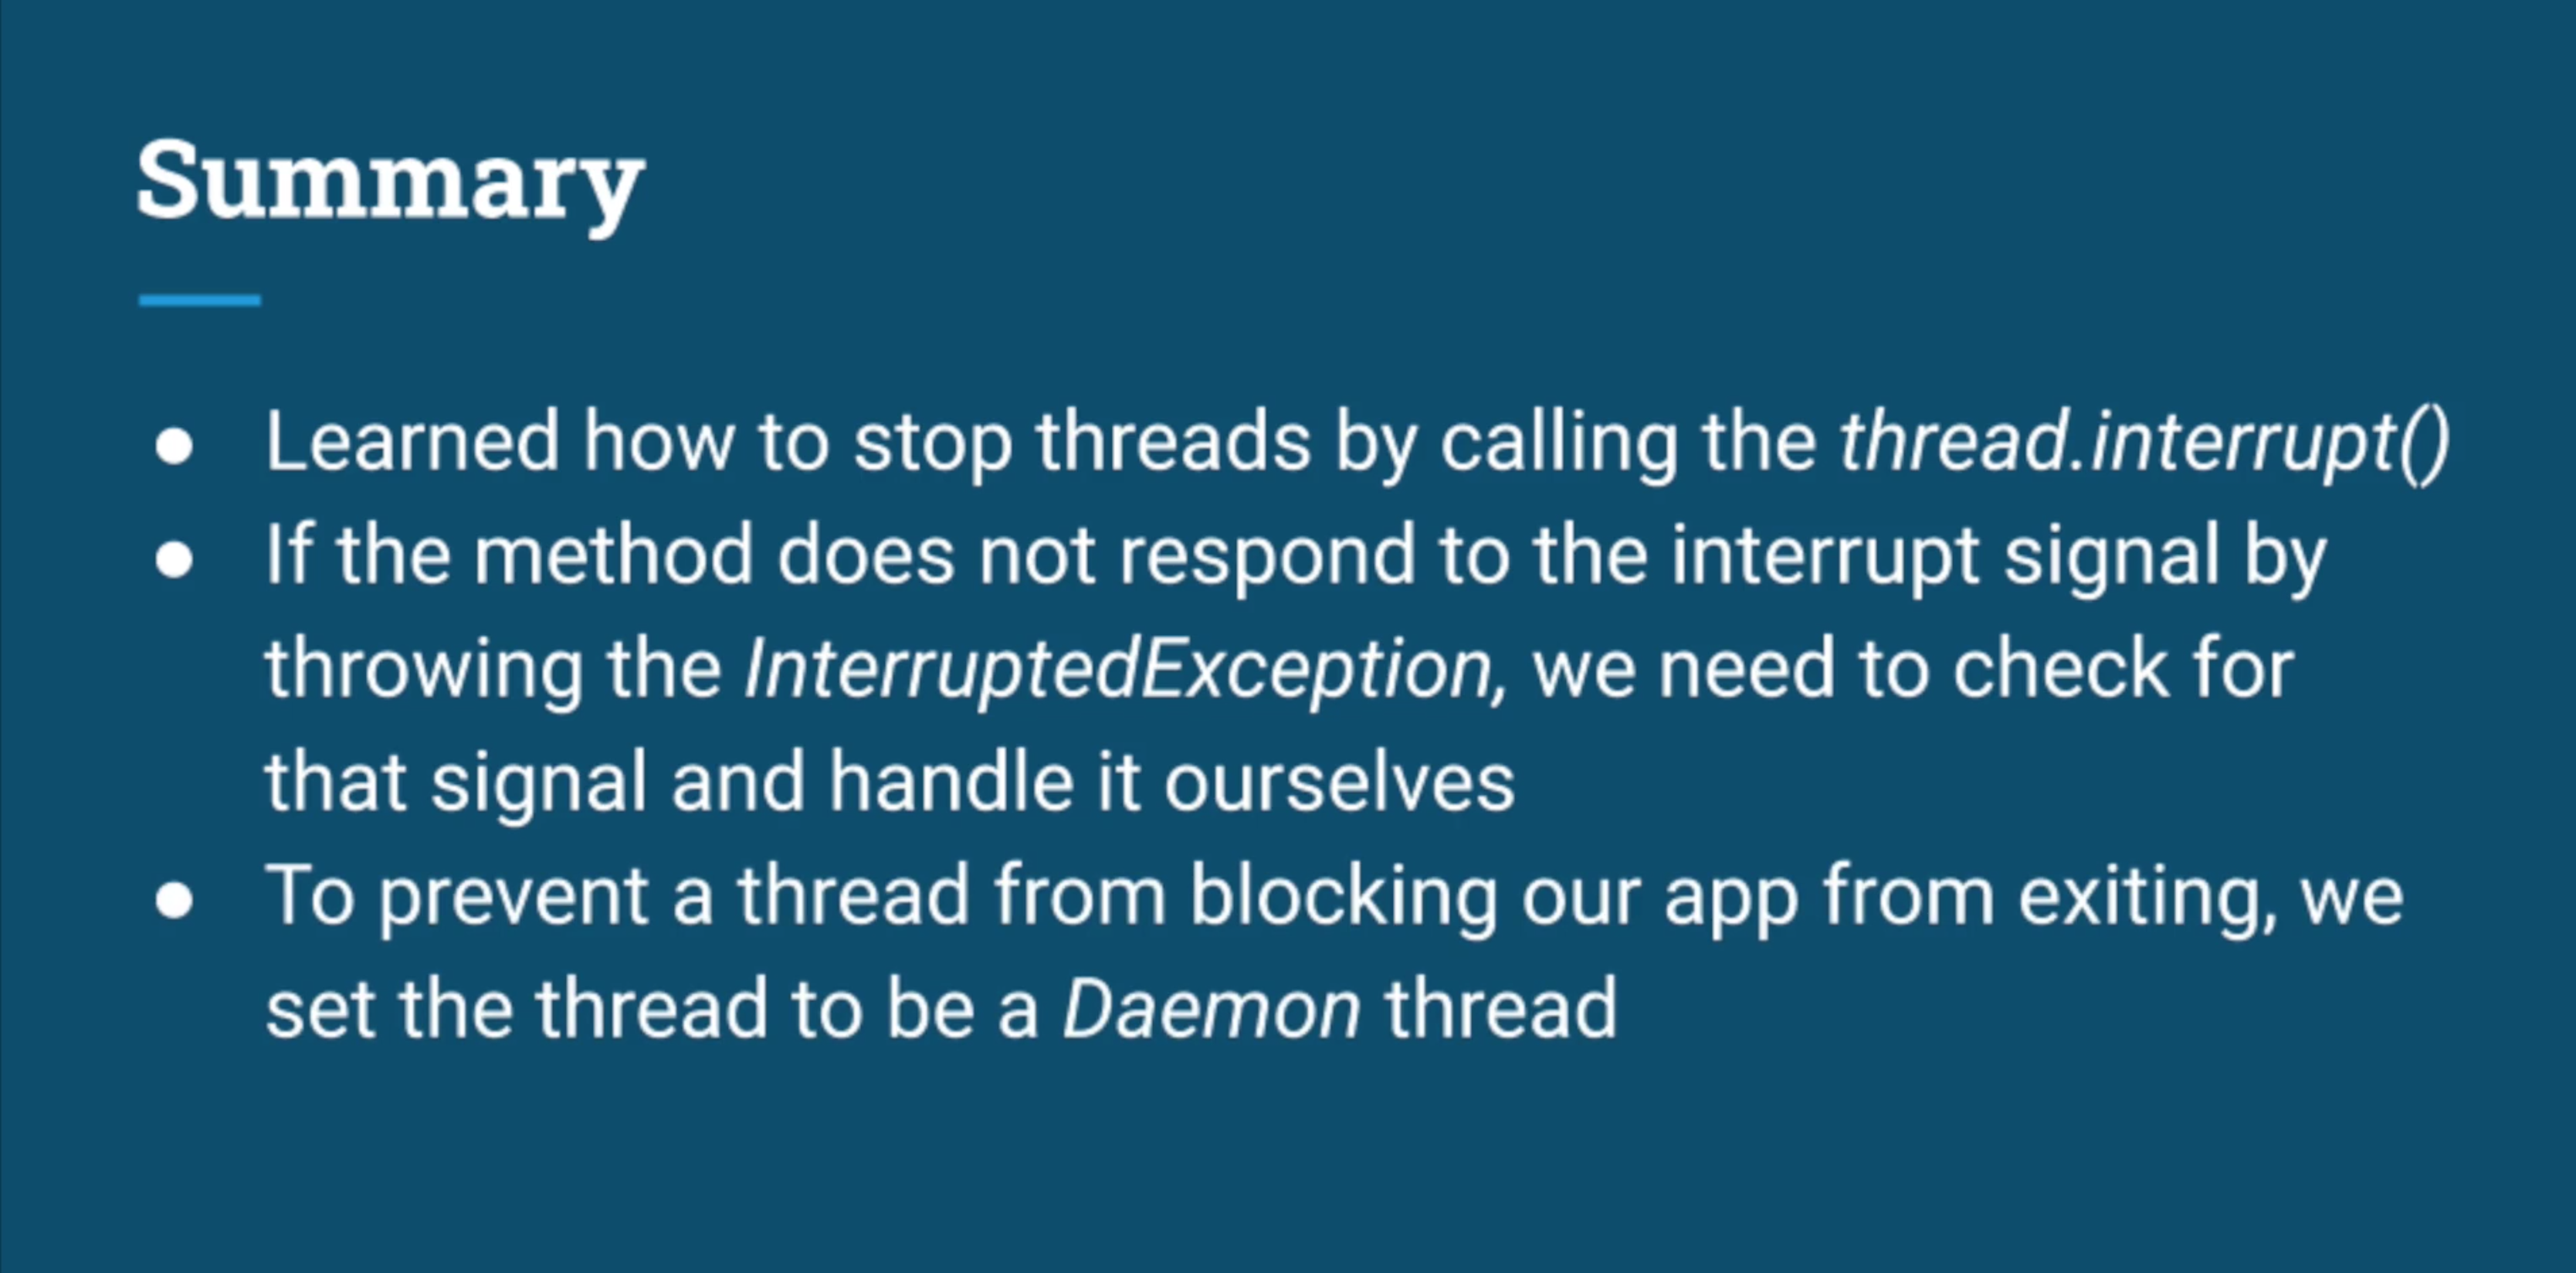 Summary
● Learned how to stop threads by calling the thread.interrupt()
● If the method does not respond to the interrupt signal by
throwing the InterruptedException, we need to check for
that signal and handle it ourselves
● To prevent a thread from blocking our app from exiting, we
set the thread to be a Daemon thread